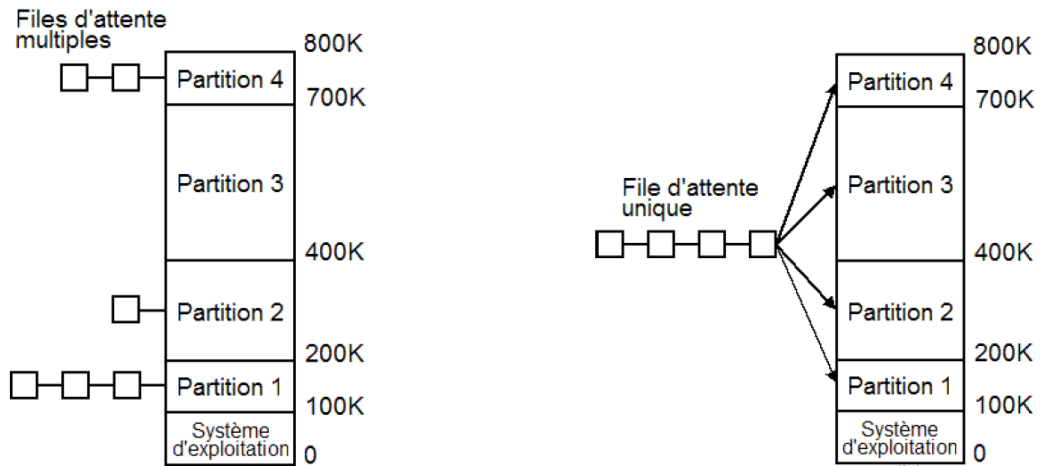 Files d'attente
multiples
800K
Partition 4
700K
Partition 3
400K
Partition 2
200K
Partition 1
100K
Système
d'exploitation
0
File d'attente
unique
800K
Partition 4
700K
Partition 3
400K
Partition 2
200K
Partition 1
100K
Système
d'exploitation
0